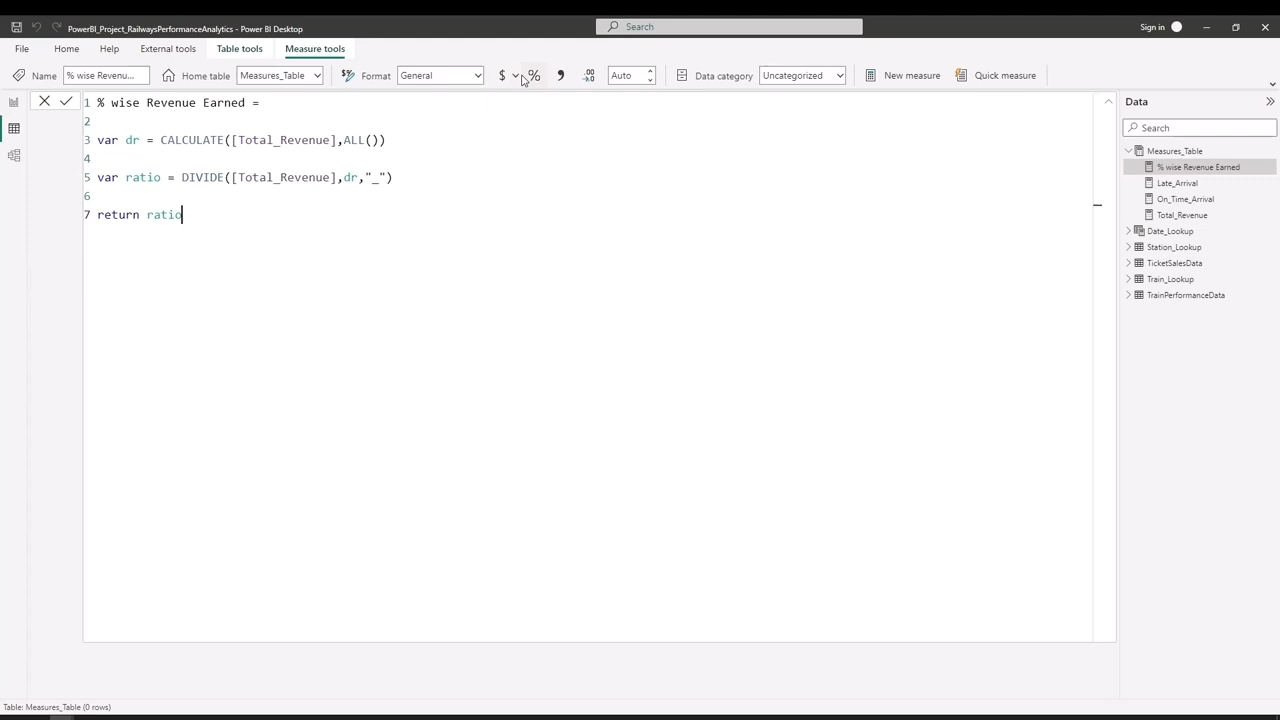 PowerBI_Project_RailwaysPerformanceAnalytics - Power BI Desktop
Search
Sign in
File Home Help External tools Table tools Measure tools
Name % wise Revenu... Home table Measures_Table Format General $ % , .00 Auto Data category Uncategorized New measure Quick measure
1 % wise Revenue Earned =
2
3 var dr = CALCULATE([Total_Revenue],ALL())
4
5 var ratio = DIVIDE([Total_Revenue],dr,"_")
6
7 return ratio
Data
Search
Measures_Table
% wise Revenue Earned
Late_Arrival
On_Time_Arrival
Total_Revenue
Date_Lookup
Station_Lookup
TicketSalesData
Train_Lookup
TrainPerformanceData
Table: Measures_Table (0 rows)